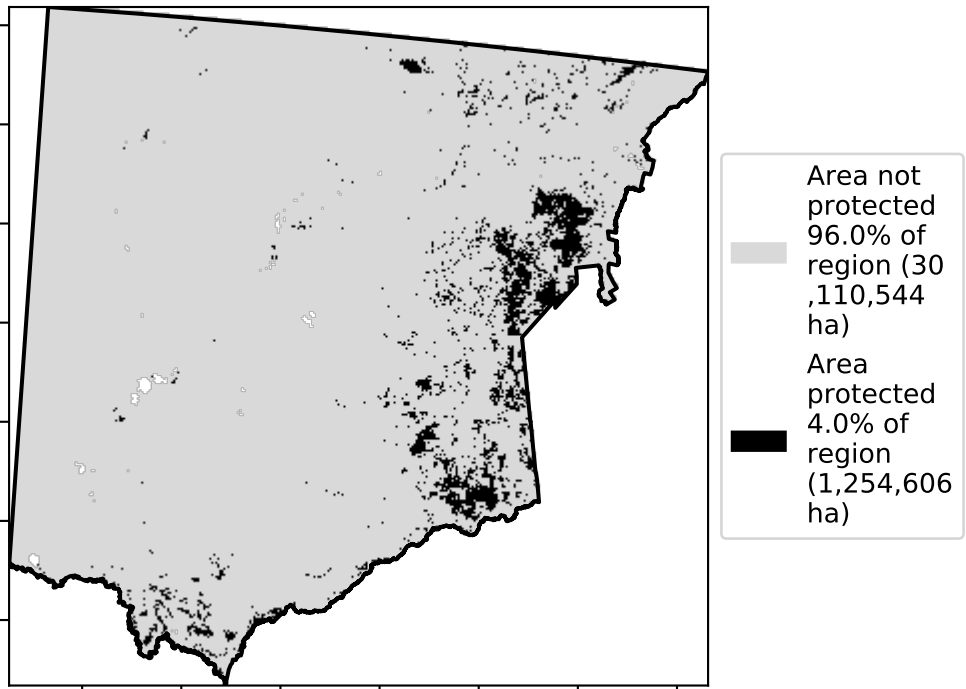 Area not
protected
96.0% of
region (30
,110,544
ha)
Area
protected
4.0% of
region
(1,254,606
ha)